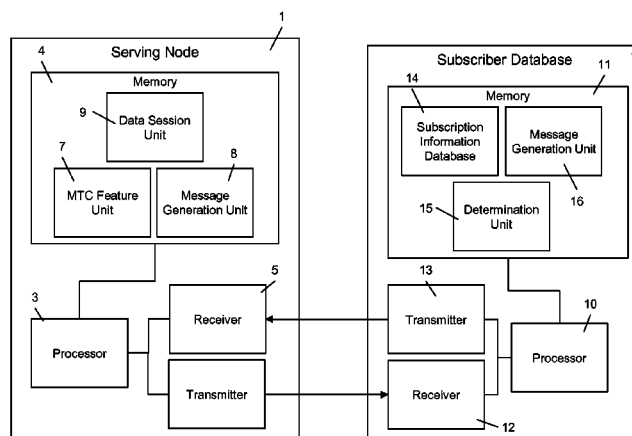 1
Serving Node
4
Memory
9
Data Session
Unit
7
8
MTC Feature
Unit
Message
Generation Unit
5
3
Receiver
Processor
Transmitter
Subscriber Database
11
14
Memory
Subscription
Information
Database
Message
Generation Unit
15
16
Determination
Unit
13
10
Transmitter
Processor
Receiver
12